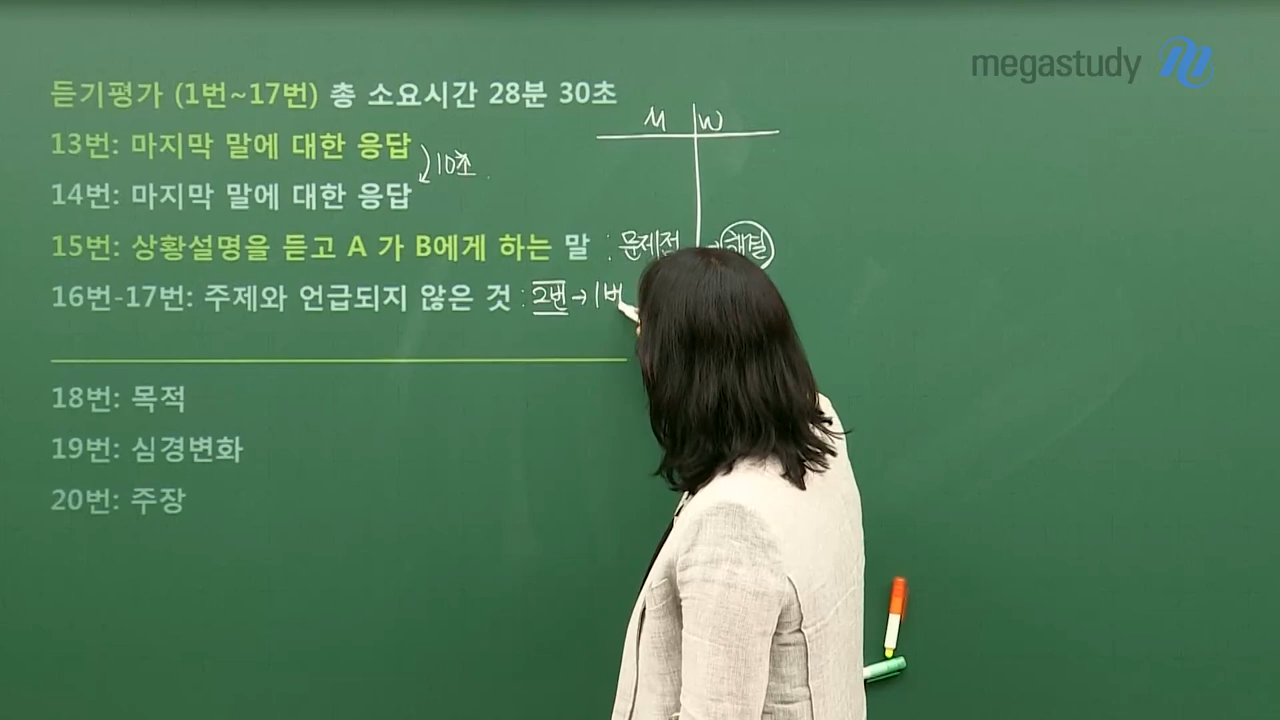 megastudy
듣기평가 (1번~17번) 총 소요시간 28분 30초
M W
13번: 마지막 말에 대한 응답
10초
14번: 마지막 말에 대한 응답
15번: 상황설명을 듣고 A 가 B에게 하는 말 : 문제점 → 해결
16번-17번: 주제와 언급되지 않은 것 : 2번 → 1번
18번: 목적
19번: 심경변화
20번: 주장